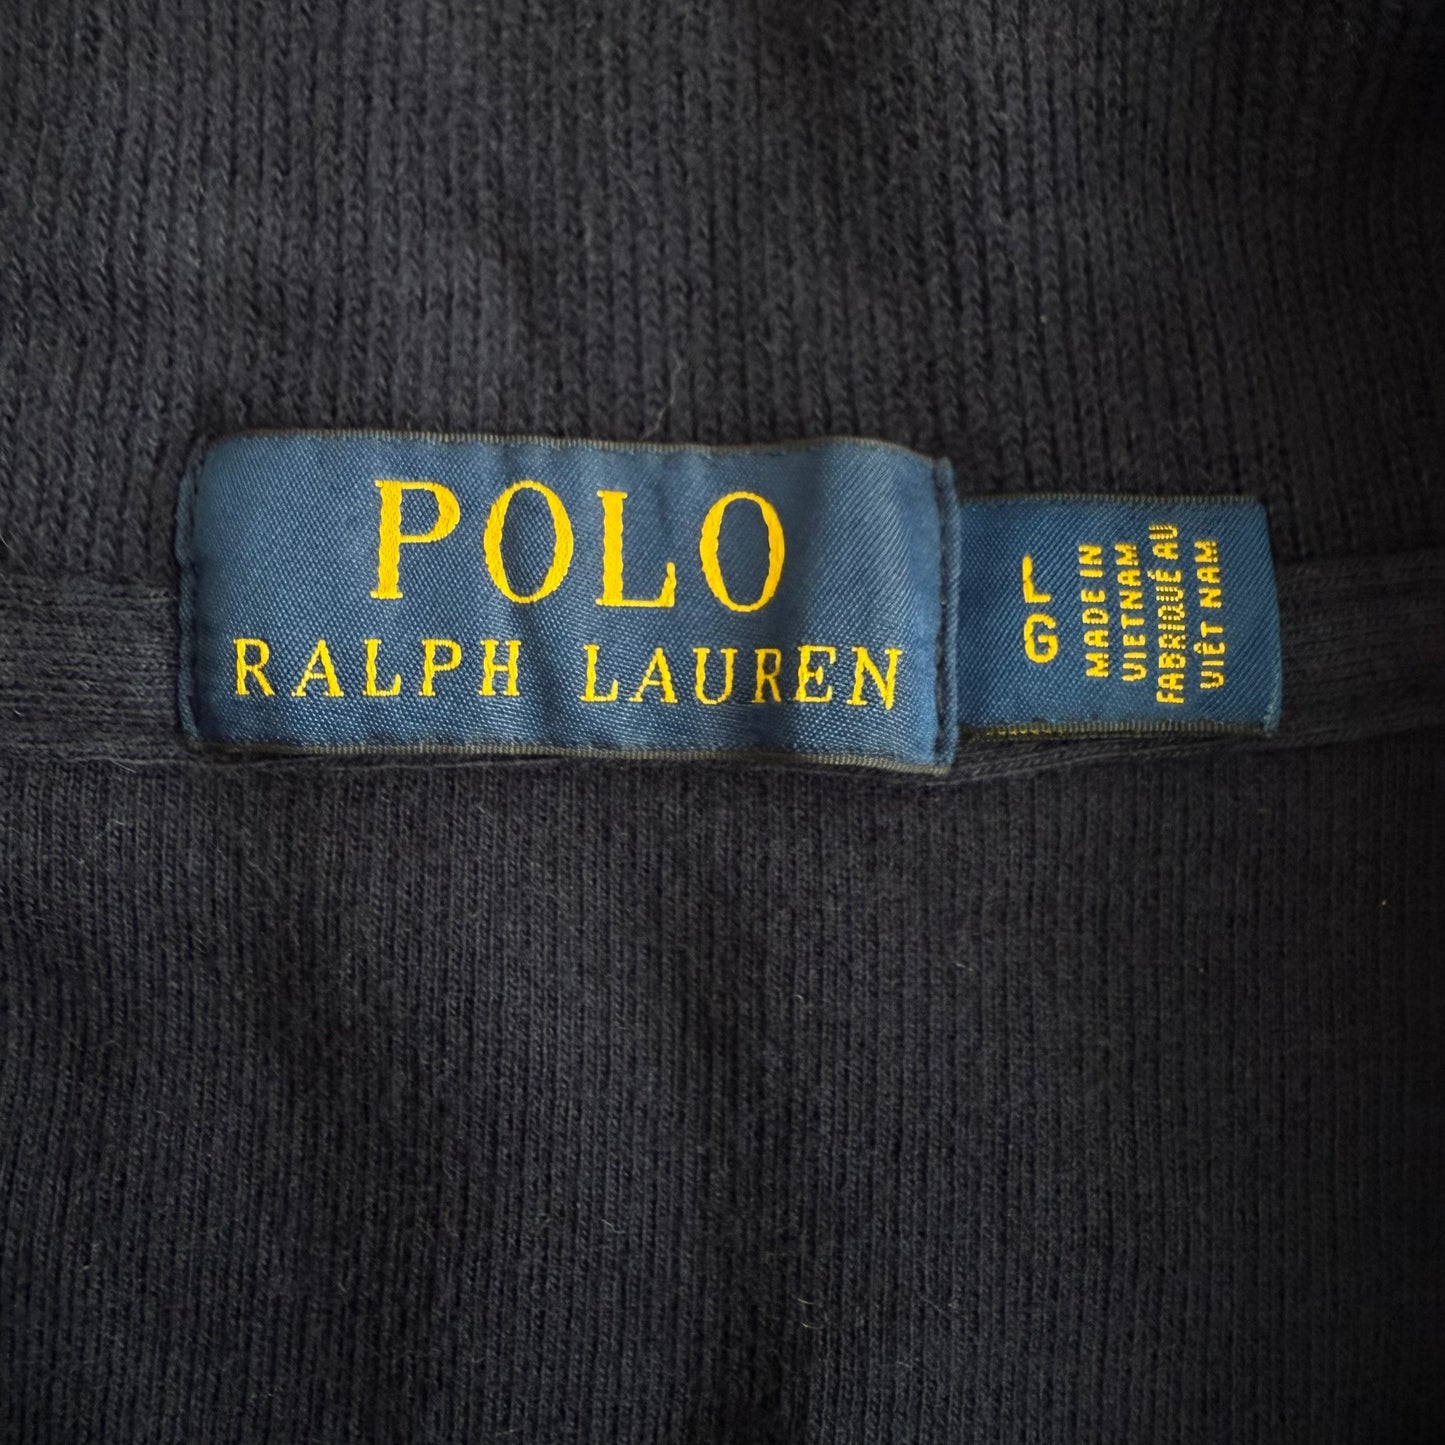 POLO
RALPH LAUREN
L
G
MADE IN
VIETNAM
FABRIQUÉ AU
VIÊT NAM